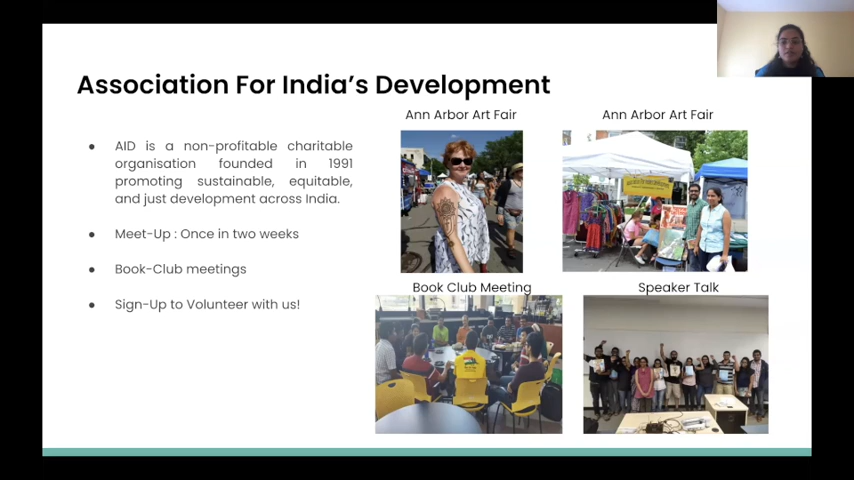 Association For India's Development
AID is a non-profitable charitable
organisation founded in 1991
promoting sustainable, equitable,
and just development across India.
Meet-Up : Once in two weeks
Book-Club meetings
Sign-Up to Volunteer with us!
Ann Arbor Art Fair
Ann Arbor Art Fair
Book Club Meeting
Speaker Talk